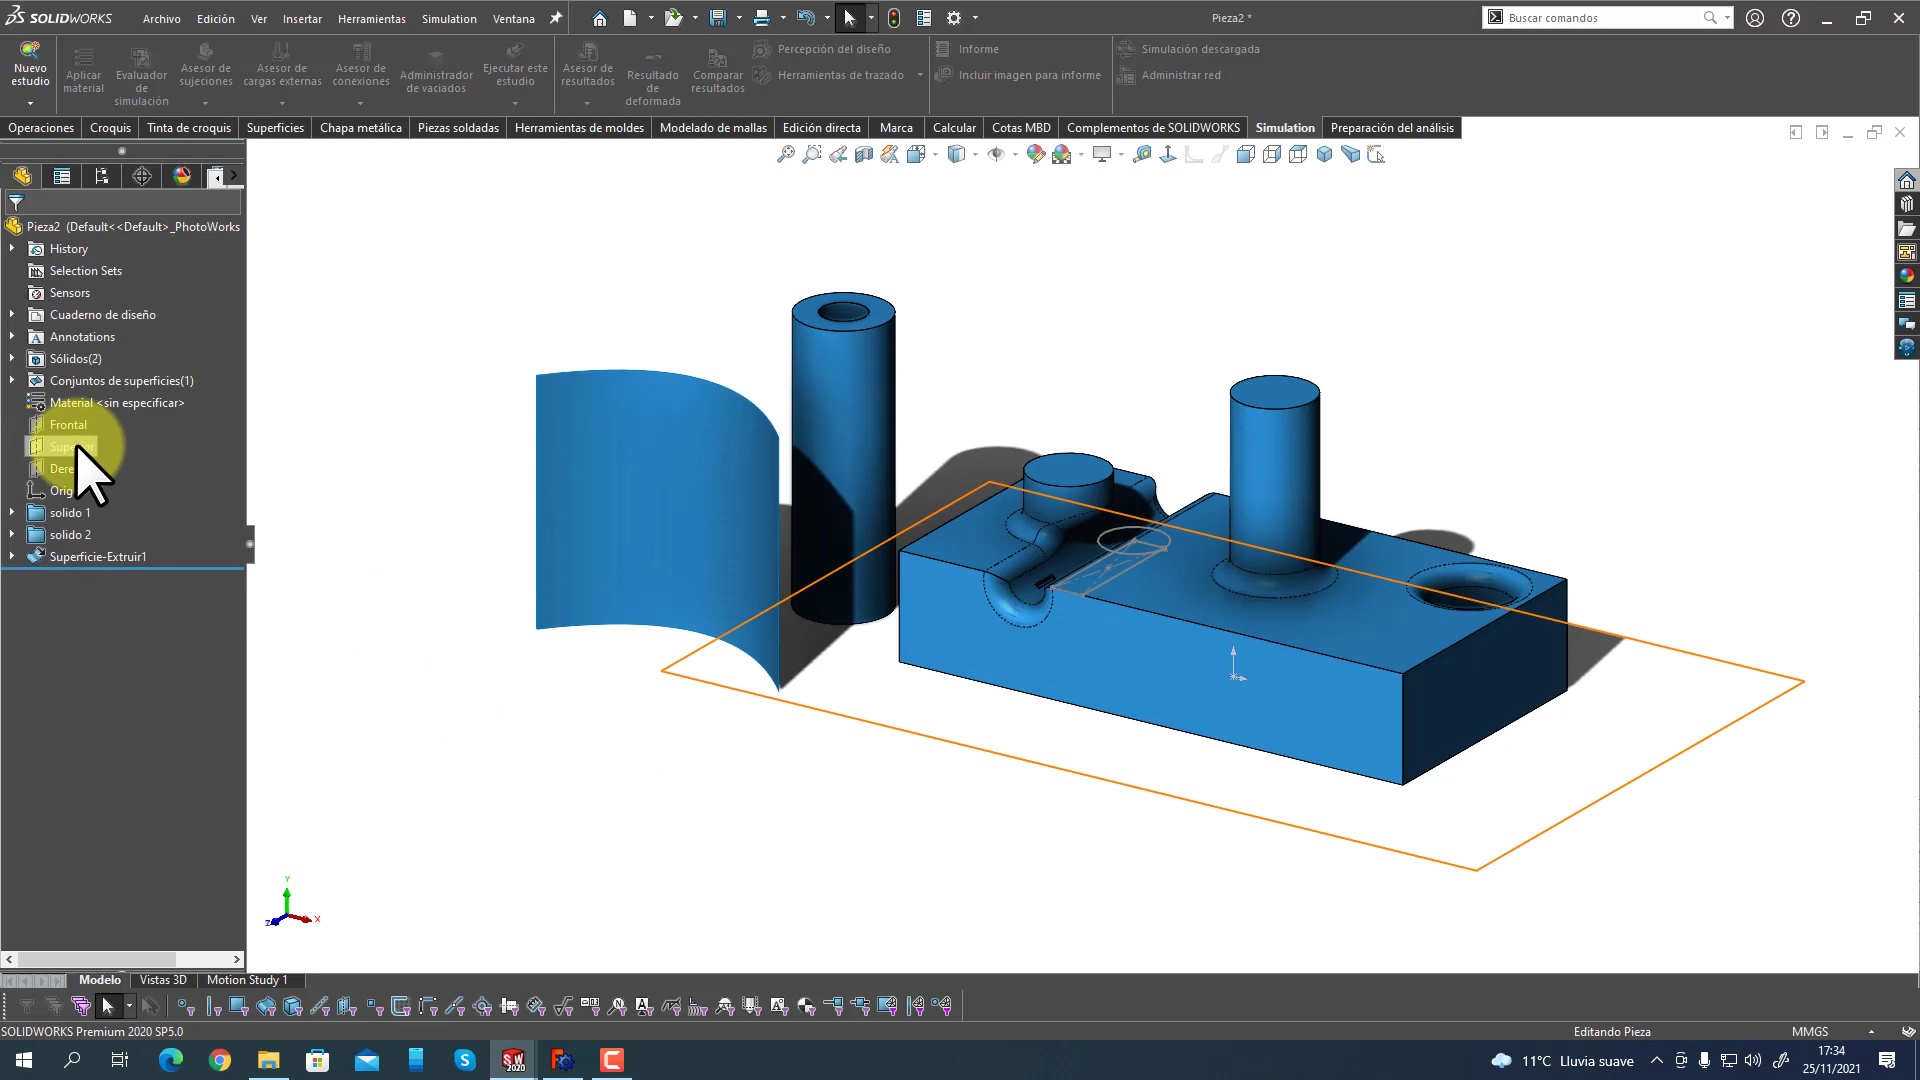 SOLIDWORKS
Archivo Edición Ver Insertar Herramientas Simulation Ventana
Pieza2 *
Buscar comandos
Nuevo estudio
Aplicar material
Evaluador de simulación
Asesor de sujeciones
Asesor de cargas externas
Asesor de conexiones
Administrador de vaciados
Ejecutar este estudio
Asesor de resultados
Resultado de deformada
Comparar resultados
Percepción del diseño
Herramientas de trazado
Informe
Incluir imagen para informe
Simulación descargada
Administrar red
Operaciones Croquis Tinta de croquis Superficies Chapa metálica Piezas soldadas Herramientas de moldes Modelado de mallas Edición directa Marca Calcular Cotas MBD Complementos de SOLIDWORKS Simulation Preparación del análisis
Pieza2 (Default<<Default>_PhotoWorks
History
Selection Sets
Sensors
Cuaderno de diseño
Annotations
Sólidos(2)
Conjuntos de superficies(1)
Material <sin especificar>
Frontal
solido 1
solido 2
Superficie-Extruir1
Y
Z X
Modelo Vistas 3D Motion Study 1
SOLIDWORKS Premium 2020 SP5.0
Editando Pieza
MMGS
11°C Lluvia suave
17:34
25/11/2021